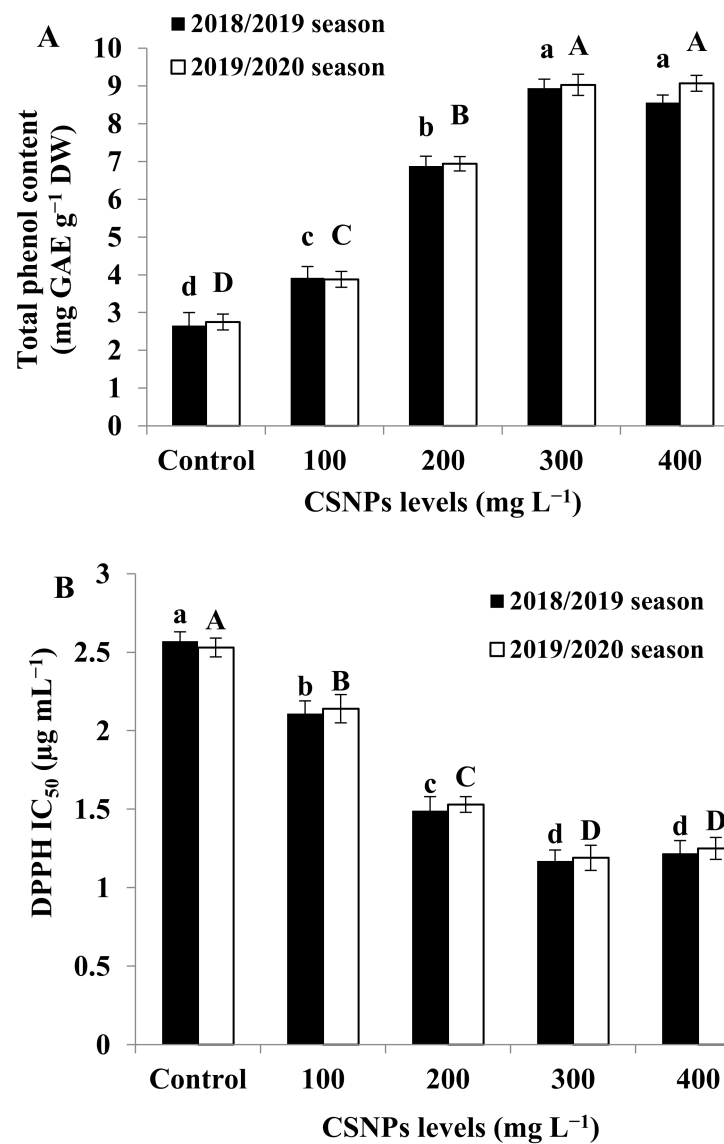 A
■ 2018/2019 season
□ 2019/2020 season
10
9
8
7
6
5
4
3
2
1
0
Total phenol content
(mg GAE g⁻¹ DW)
d D
c C
b B
a A
a A
Control 100 200 300 400
CSNPs levels (mg L⁻¹)
B
■ 2018/2019 season
□ 2019/2020 season
3
2.5
2
1.5
1
0.5
0
DPPH IC₅₀ (µg mL⁻¹)
a A
b B
c C
d D
d D
Control 100 200 300 400
CSNPs levels (mg L⁻¹)